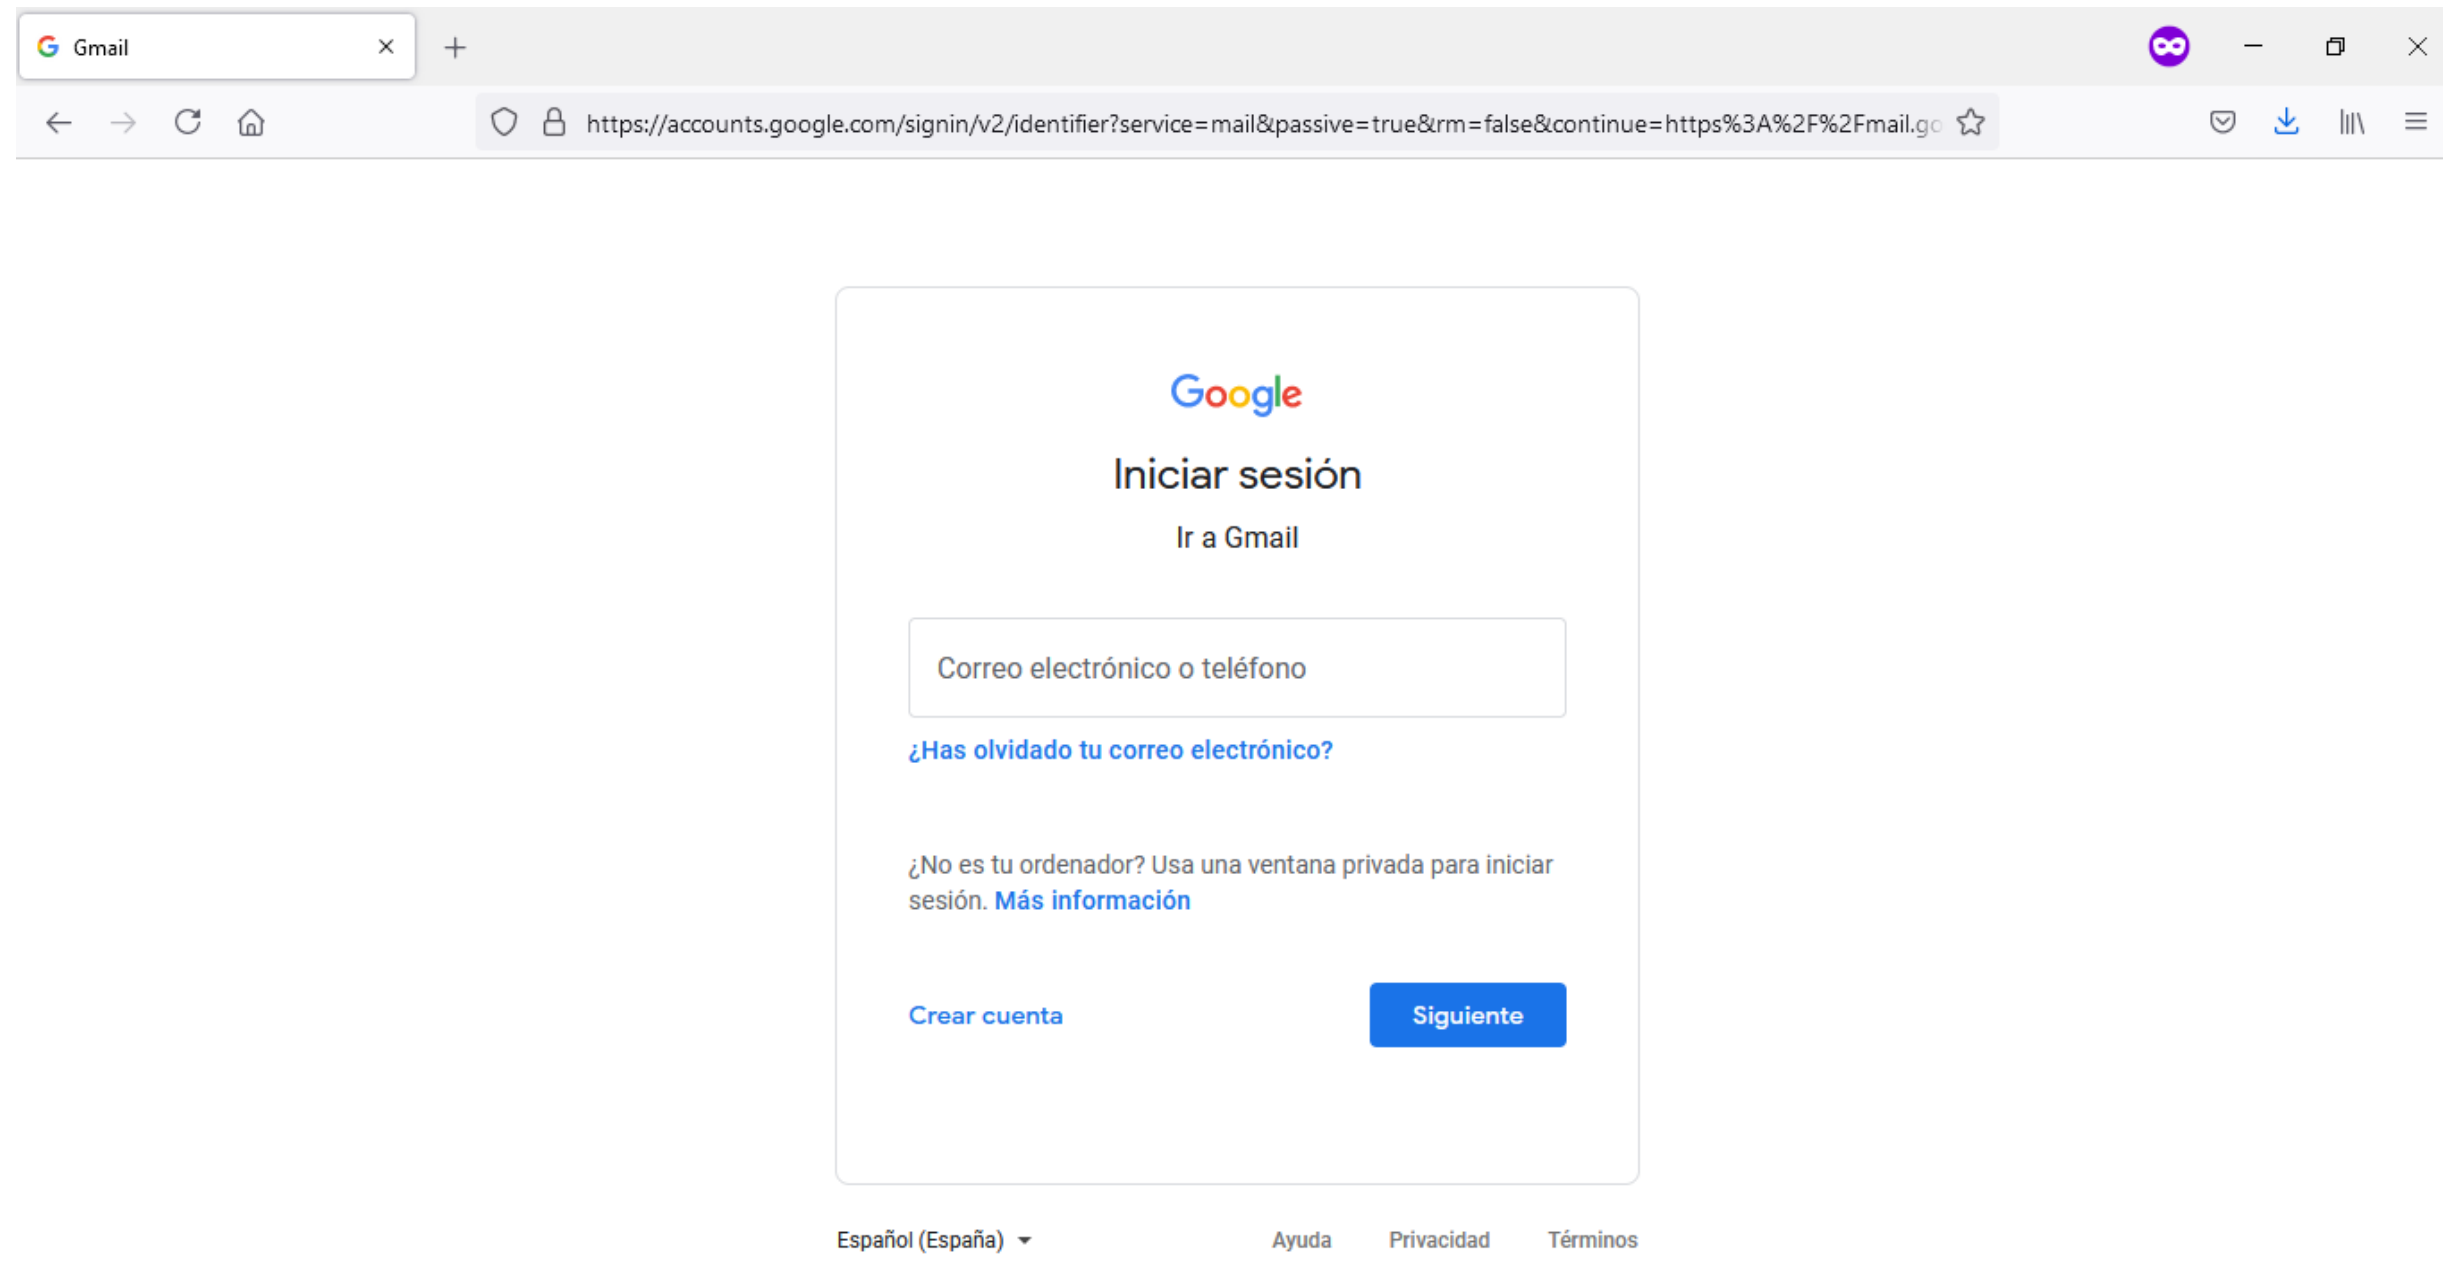 Gmail
https://accounts.google.com/signin/v2/identifier?service=mail&passive=true&rm=false&continue=https%3A%2F%2Fmail.go
Google
Iniciar sesión
Ir a Gmail
Correo electrónico o teléfono
¿Has olvidado tu correo electrónico?
¿No es tu ordenador? Usa una ventana privada para iniciar
sesión. Más información
Crear cuenta Siguiente
Español (España) Ayuda Privacidad Términos